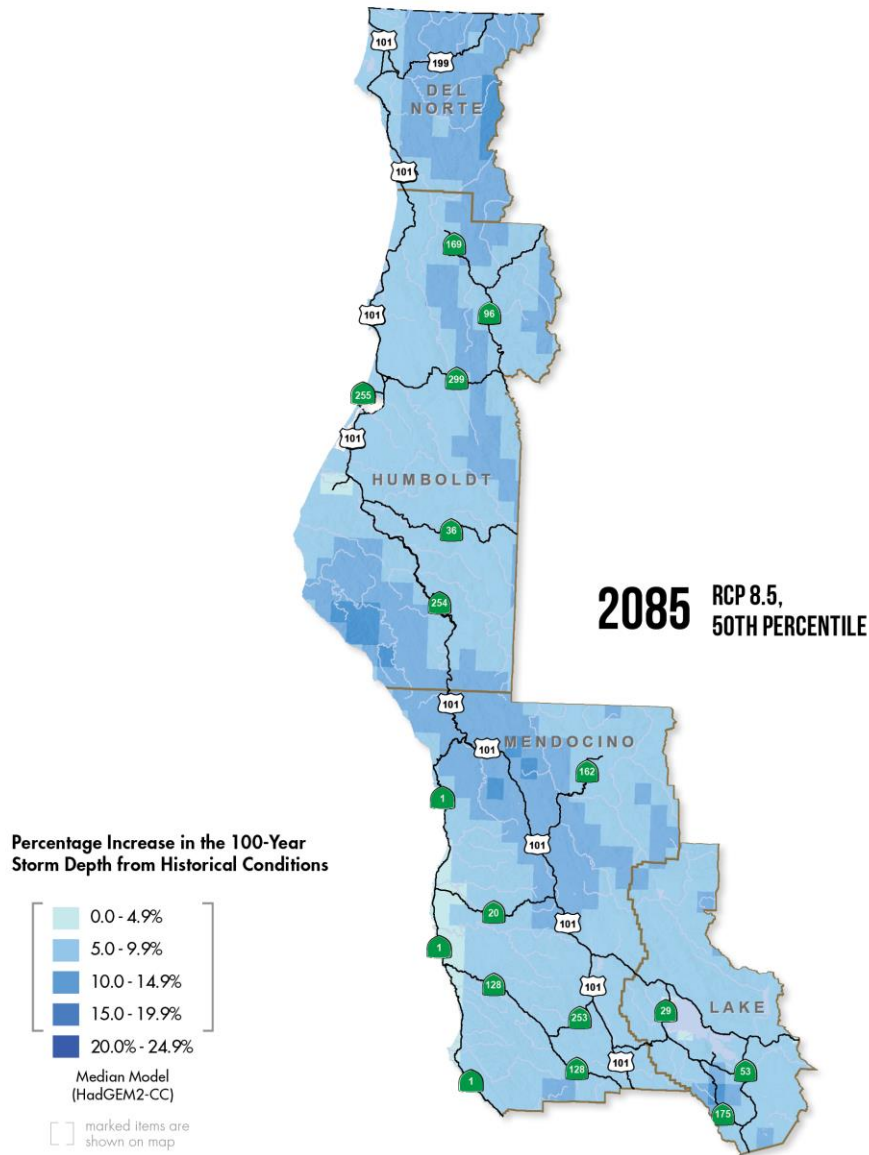 101
199
DEL
NORTE
101
169
101
96
299
255
101
HUMBOLDT
36
2085 RCP 8.5,
50TH PERCENTILE
254
101
101
MENDOCINO
162
1
Percentage Increase in the 100-Year
Storm Depth from Historical Conditions
101
0.0 - 4.9%
20
101
5.0 - 9.9%
1
10.0 - 14.9%
128
101
15.0 - 19.9%
LAKE
29
253
20.0% - 24.9%
101
128
53
Median Model
(HadGEM2-CC)
1
175
marked items are
shown on map